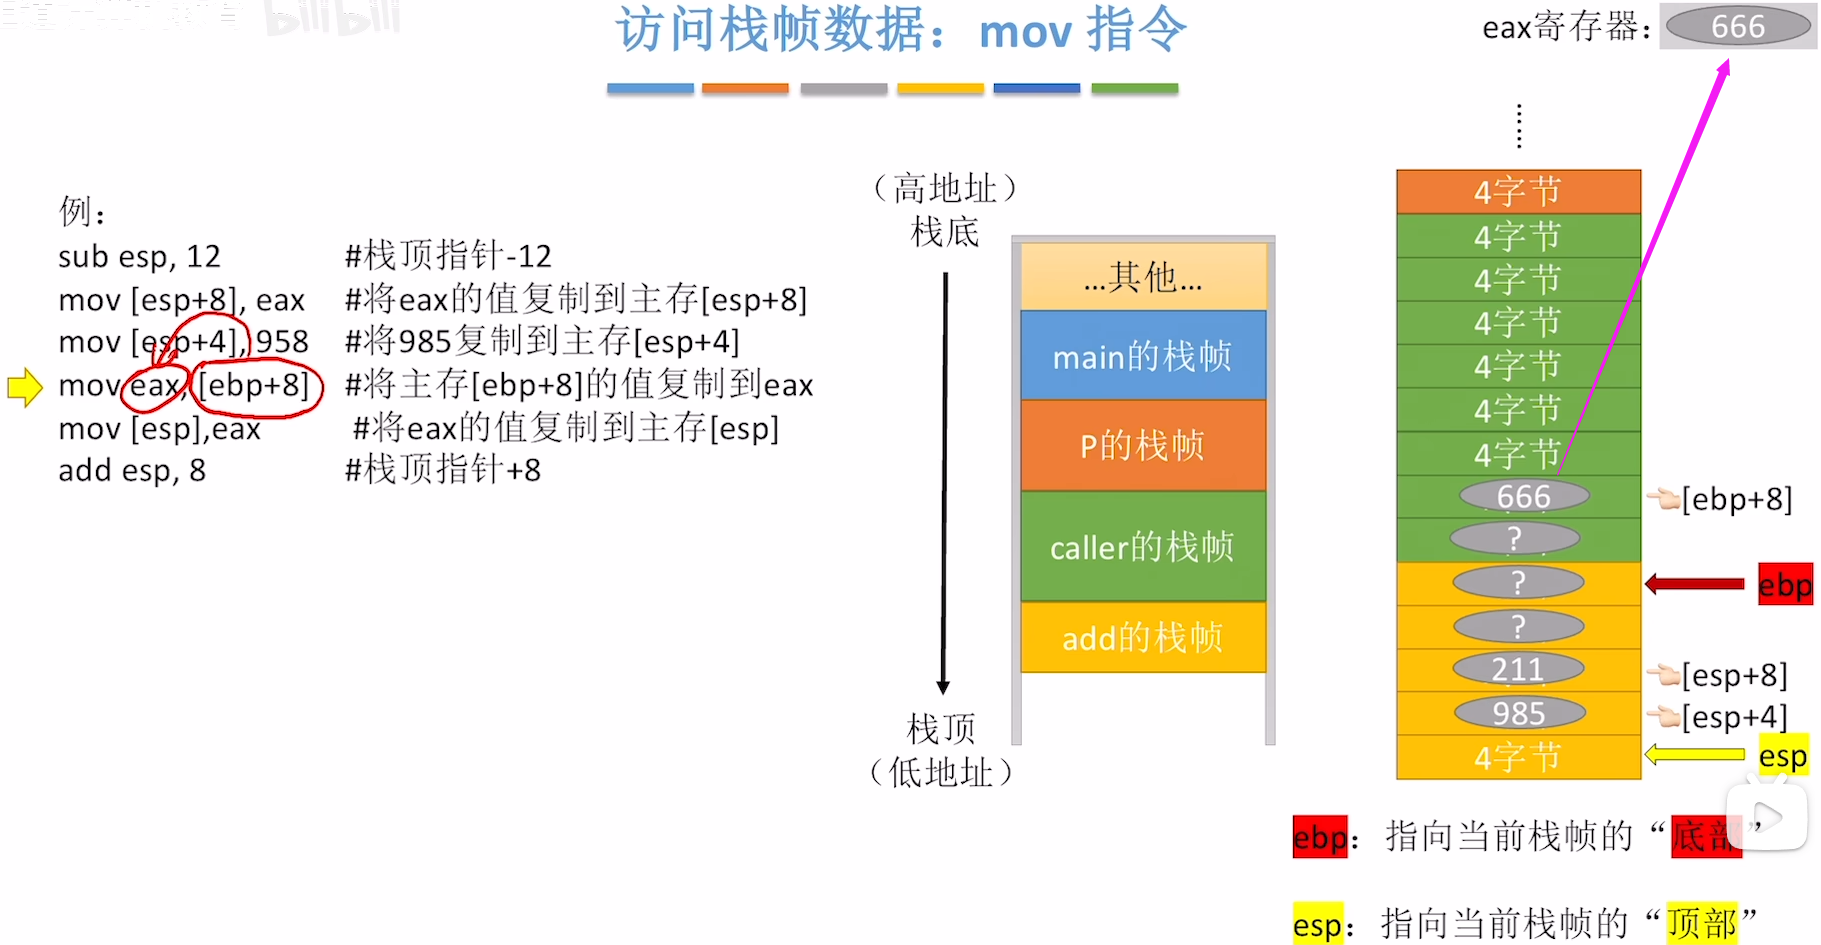 访问栈帧数据：mov 指令
eax寄存器：
666
bilibili
例：
sub esp, 12 #栈顶指针-12
mov [esp+8], eax #将eax的值复制到主存[esp+8]
mov [esp+4], 958 #将985复制到主存[esp+4]
mov eax, [ebp+8] #将主存[ebp+8]的值复制到eax
mov [esp],eax #将eax的值复制到主存[esp]
add esp, 8 #栈顶指针+8
（高地址）
栈底
...其他...
main的栈帧
P的栈帧
caller的栈帧
add的栈帧
栈顶
（低地址）
4字节
4字节
4字节
4字节
4字节
4字节
4字节
666 [ebp+8]
?
? ebp
?
211 [esp+8]
985 [esp+4]
4字节 esp
ebp：指向当前栈帧的“底部”
esp：指向当前栈帧的“顶部”